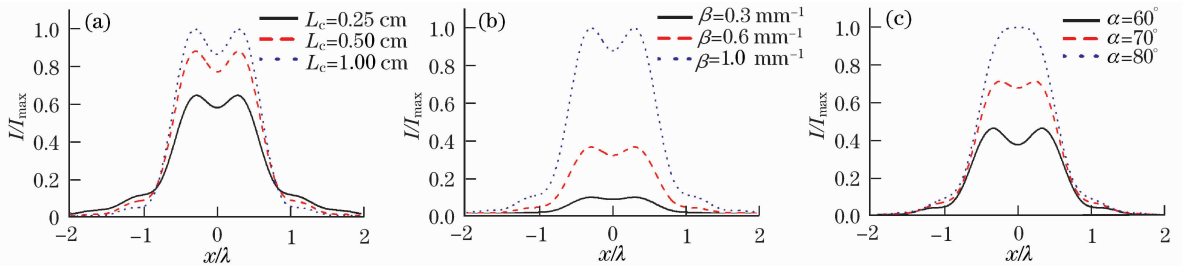 (a)
L_c=0.25 cm
L_c=0.50 cm
L_c=1.00 cm
I/I_max
1.0
0.8
0.6
0.4
0.2
0
−2 −1 0 1 2
x/λ
(b)
β=0.3 mm⁻¹
β=0.6 mm⁻¹
β=1.0 mm⁻¹
I/I_max
1.0
0.8
0.6
0.4
0.2
0.0
−2 −1 0 1 2
x/λ
(c)
α=60°
α=70°
α=80°
I/I_max
1.0
0.8
0.6
0.4
0.2
0.0
−2 −1 0 1 2
x/λ